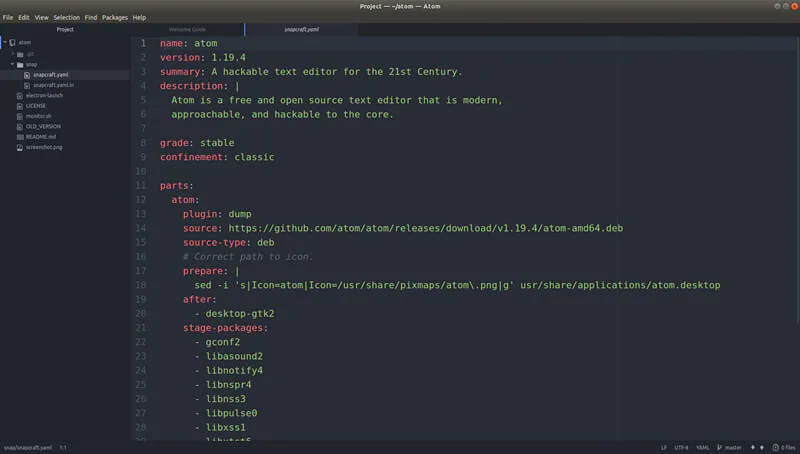 Project — ~/atom — Atom
File Edit View Selection Find Packages Help
Project
Welcome Guide
snapcraft.yaml
atom
.git
snap
snapcraft.yaml
snapcraft.yaml.in
electron-launch
LICENSE
monitor.sh
OLD_VERSION
README.md
screenshot.png
1 name: atom
2 version: 1.19.4
3 summary: A hackable text editor for the 21st Century.
4 description: |
5 Atom is a free and open source text editor that is modern,
6 approachable, and hackable to the core.
7
8 grade: stable
9 confinement: classic
10
11 parts:
12 atom:
13 plugin: dump
14 source: https://github.com/atom/atom/releases/download/v1.19.4/atom-amd64.deb
15 source-type: deb
16 # Correct path to icon.
17 prepare: |
18 sed -i 's|Icon=atom|Icon=/usr/share/pixmaps/atom\.png|g' usr/share/applications/atom.desktop
19 after:
20 - desktop-gtk2
21 stage-packages:
22 - gconf2
23 - libasound2
24 - libnotify4
25 - libnspr4
26 - libnss3
27 - libpulse0
28 - libxss1
29 - libxtst6
snap/snapcraft.yaml 1:1
LF UTF-8 YAML master 0 files